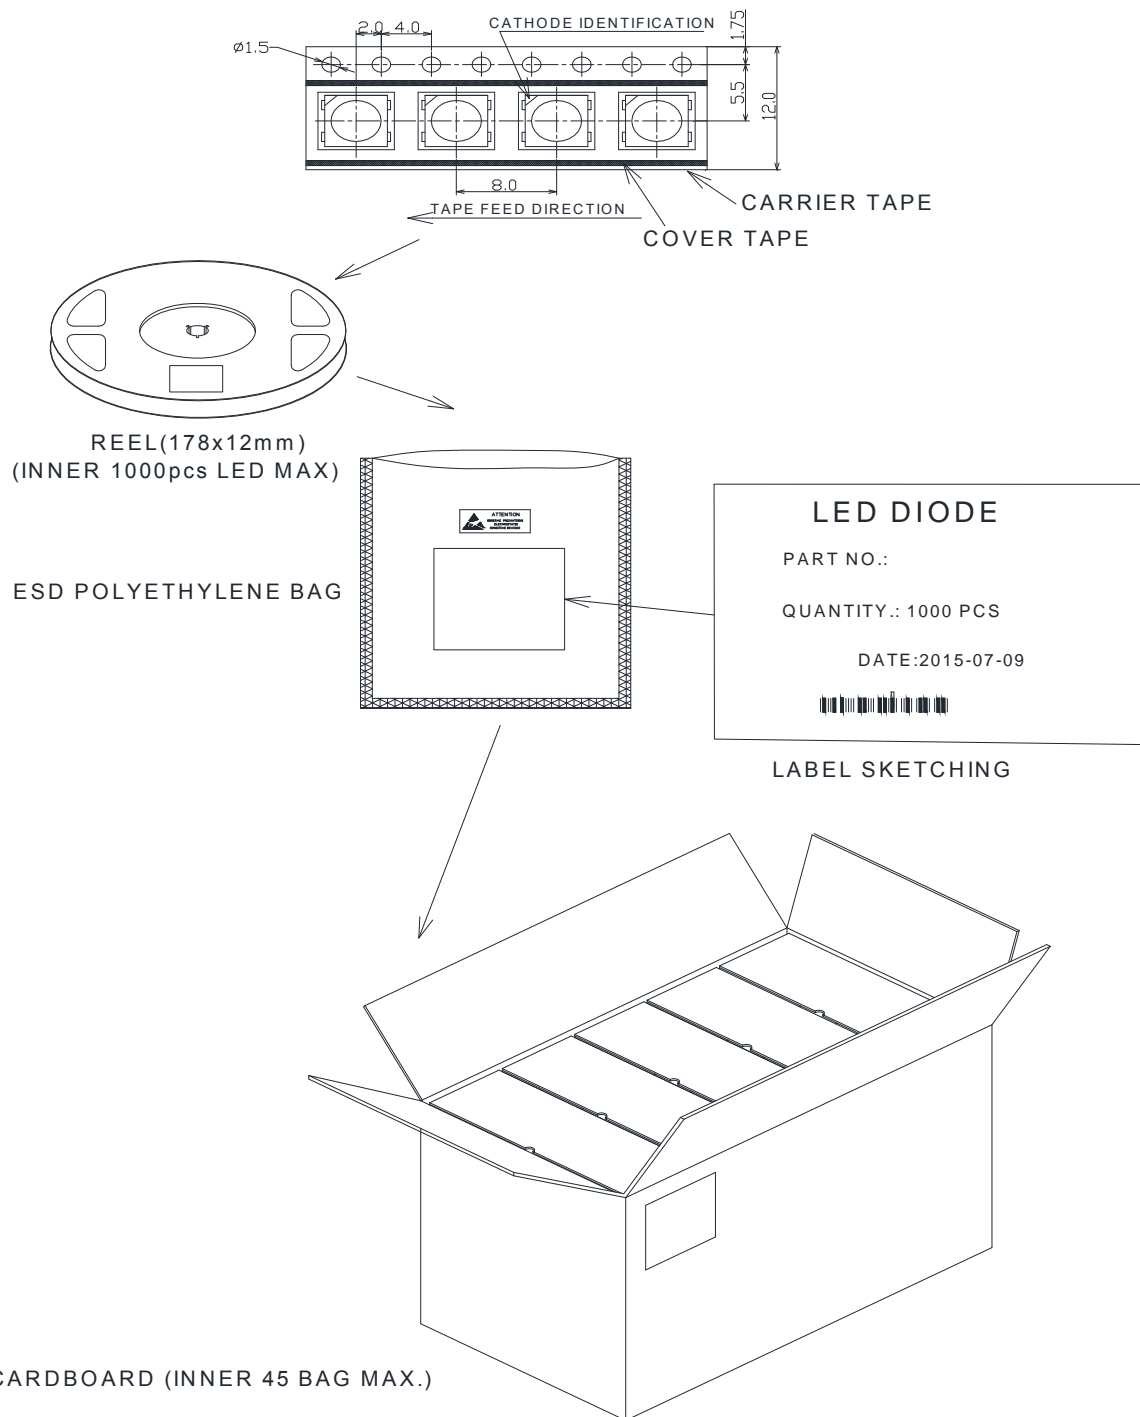 CATHODE IDENTIFICATION
2.0
4.0
Ø1.5
1.75
5.5
12.0
8.0
TAPE FEED DIRECTION
CARRIER TAPE
COVER TAPE
REEL(178x12mm)
(INNER 1000pcs LED MAX)
ATTENTION
ESD POLYETHYLENE BAG
LED DIODE
PART NO.:
QUANTITY.: 1000 PCS
DATE:2015-07-09
LABEL SKETCHING
CARDBOARD (INNER 45 BAG MAX.)